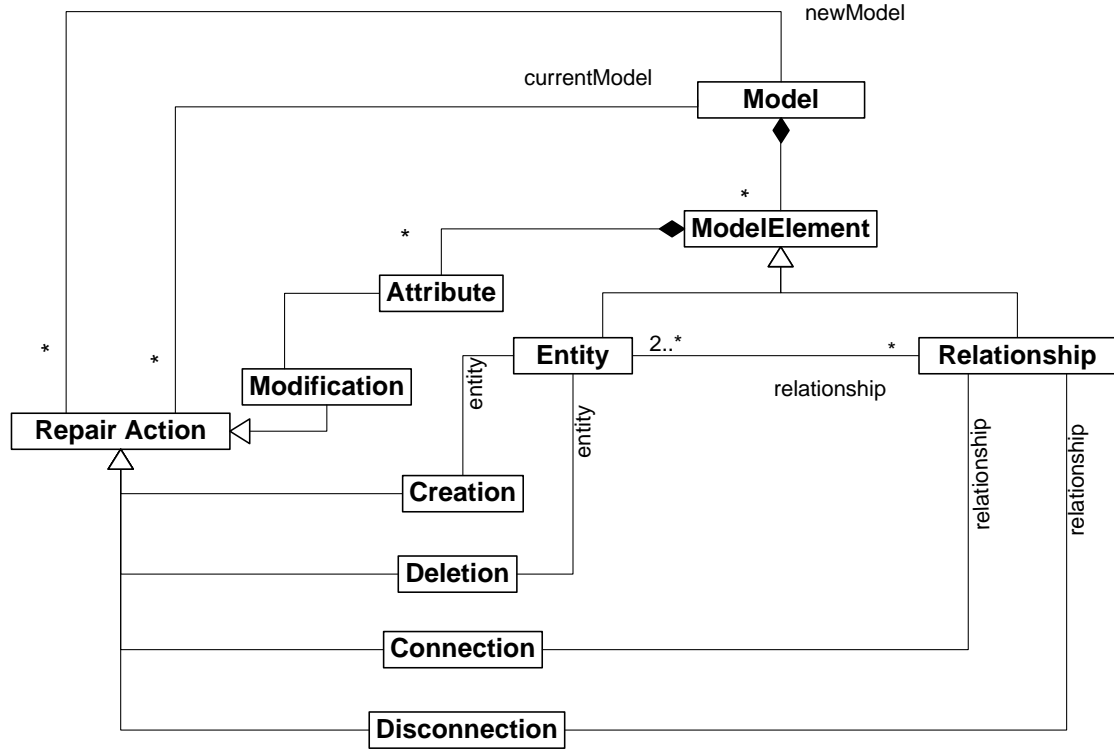 newModel
currentModel
Model
*
ModelElement
*
Attribute
* *
Entity
2..* *
Relationship
relationship
Modification
entity
entity
Repair Action
relationship
relationship
Creation
Deletion
Connection
Disconnection